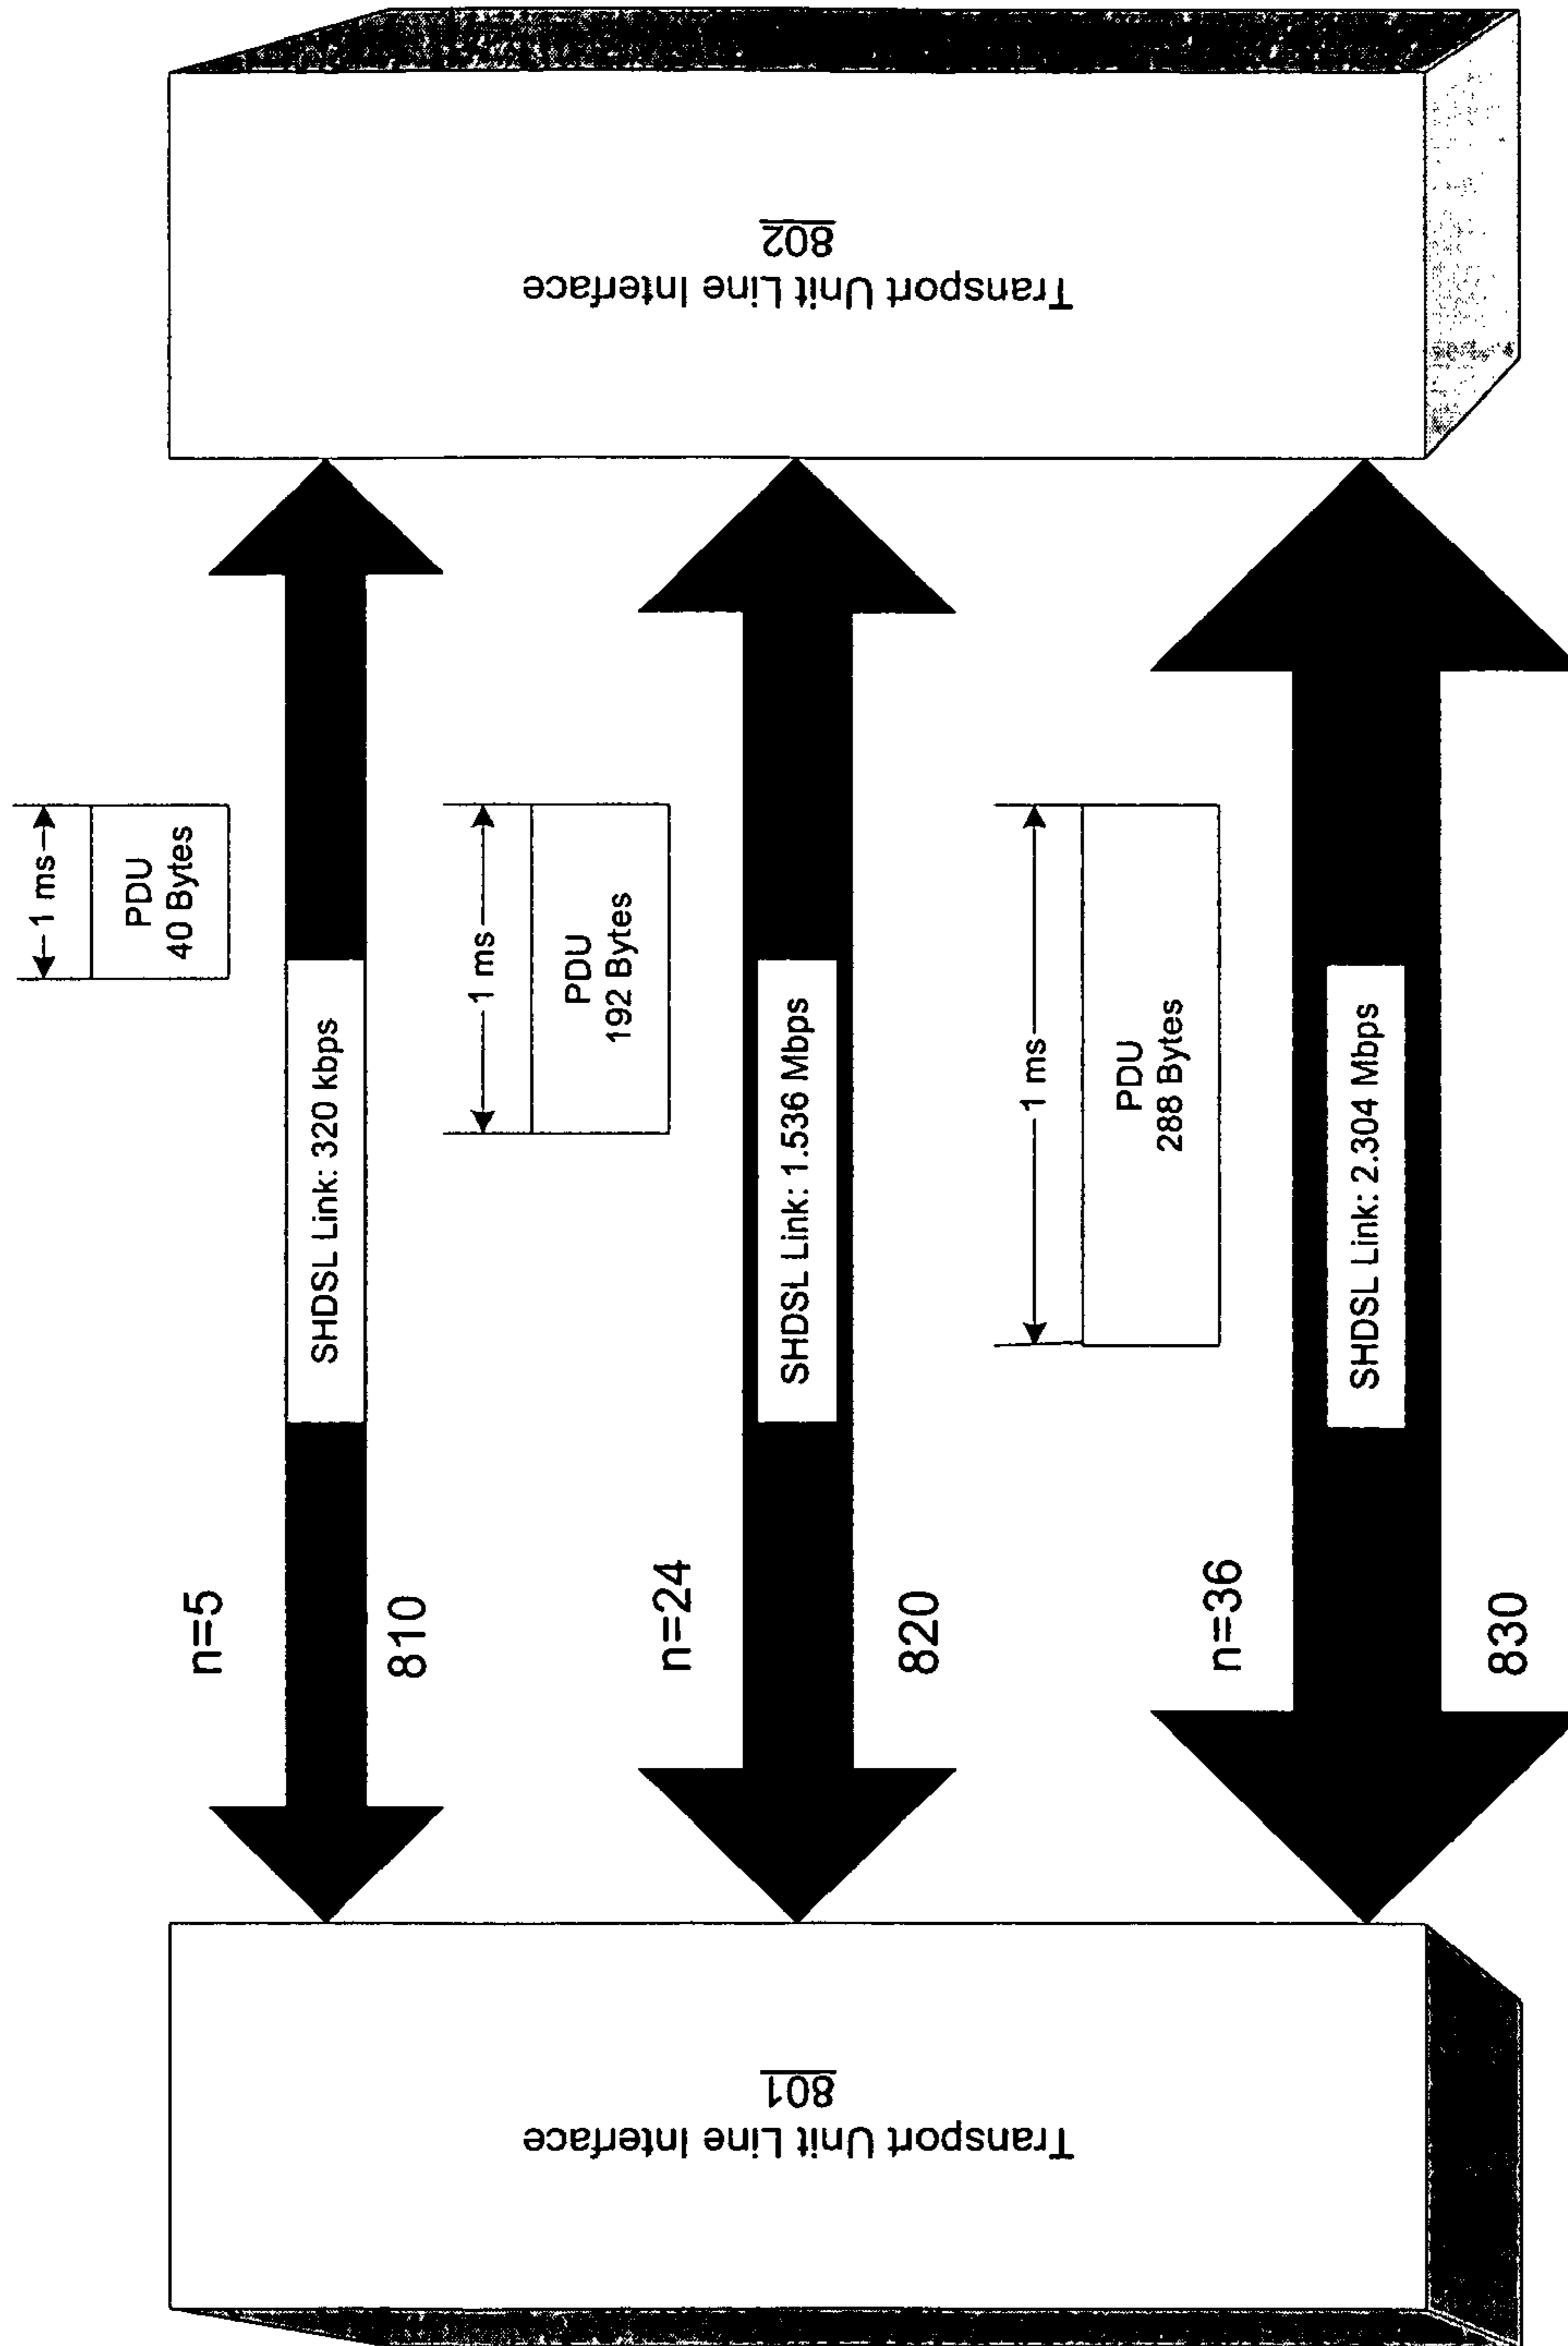 Transport Unit Line Interface
801
n=5
SHDSL Link: 320 kbps
810
1 ms
PDU
40 Bytes
n=24
SHDSL Link: 1.536 Mbps
820
1 ms
PDU
192 Bytes
n=36
SHDSL Link: 2.304 Mbps
830
1 ms
PDU
288 Bytes
Transport Unit Line Interface
802